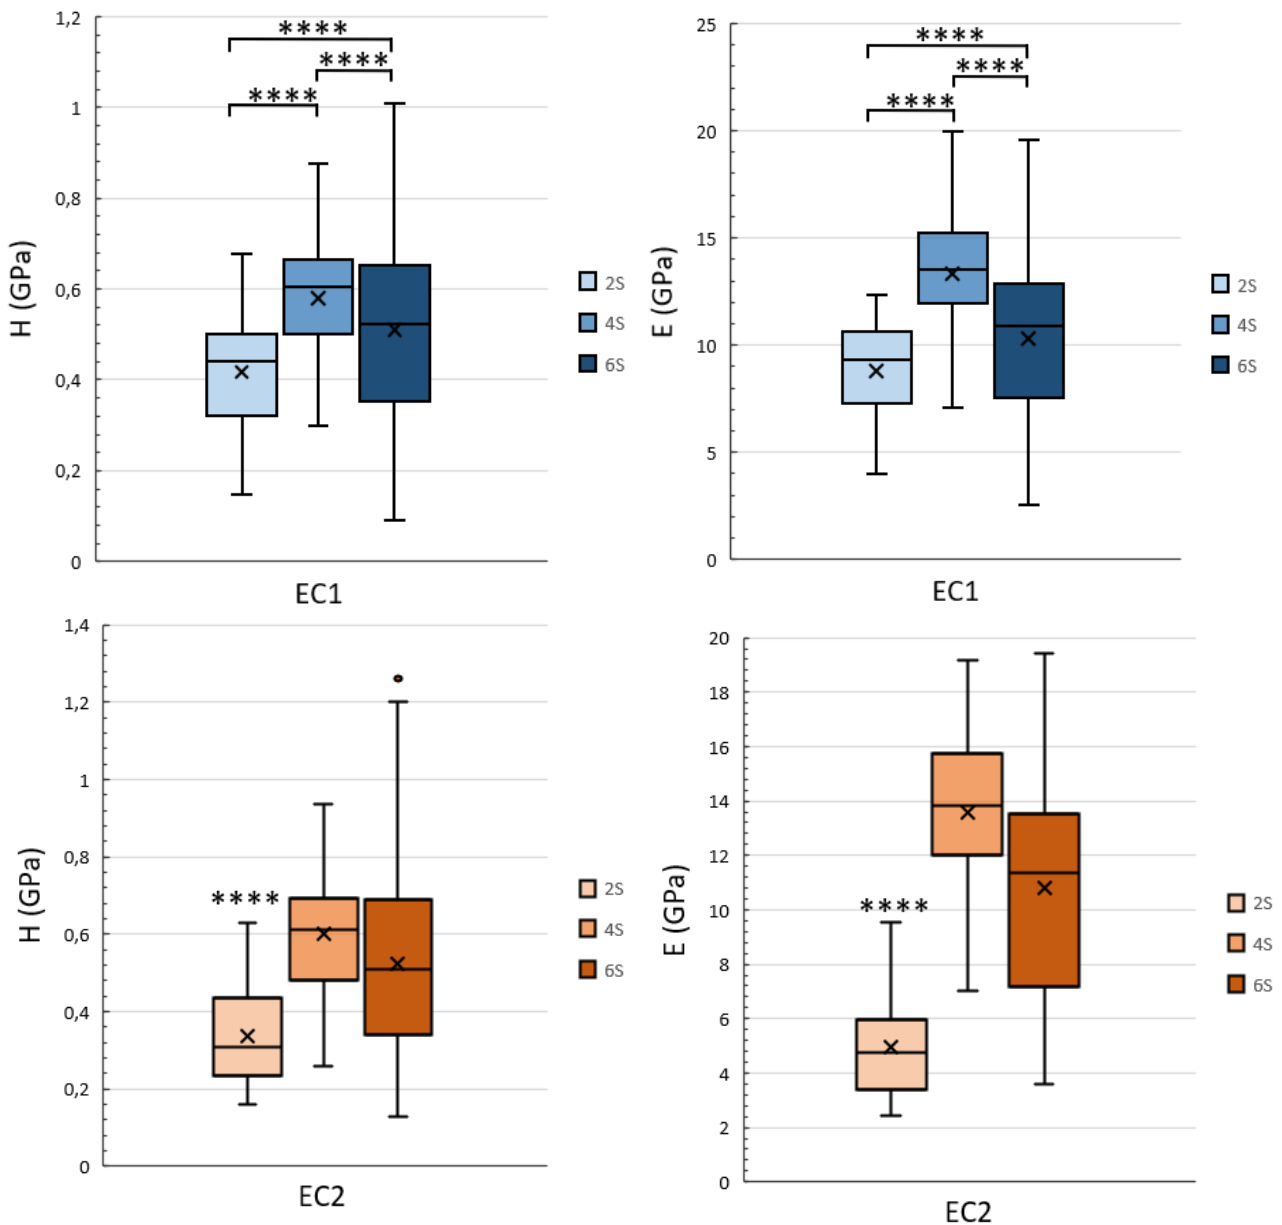 1,2
1
0,8
0,6
0,4
0,2
0
H (GPa)
****
****
****
2S
4S
6S
EC1
25
20
15
10
5
0
E (GPa)
****
****
****
2S
4S
6S
EC1
1,4
1,2
1
0,8
0,6
0,4
0,2
0
H (GPa)
****
2S
4S
6S
EC2
20
18
16
14
12
10
8
6
4
2
0
E (GPa)
****
2S
4S
6S
EC2